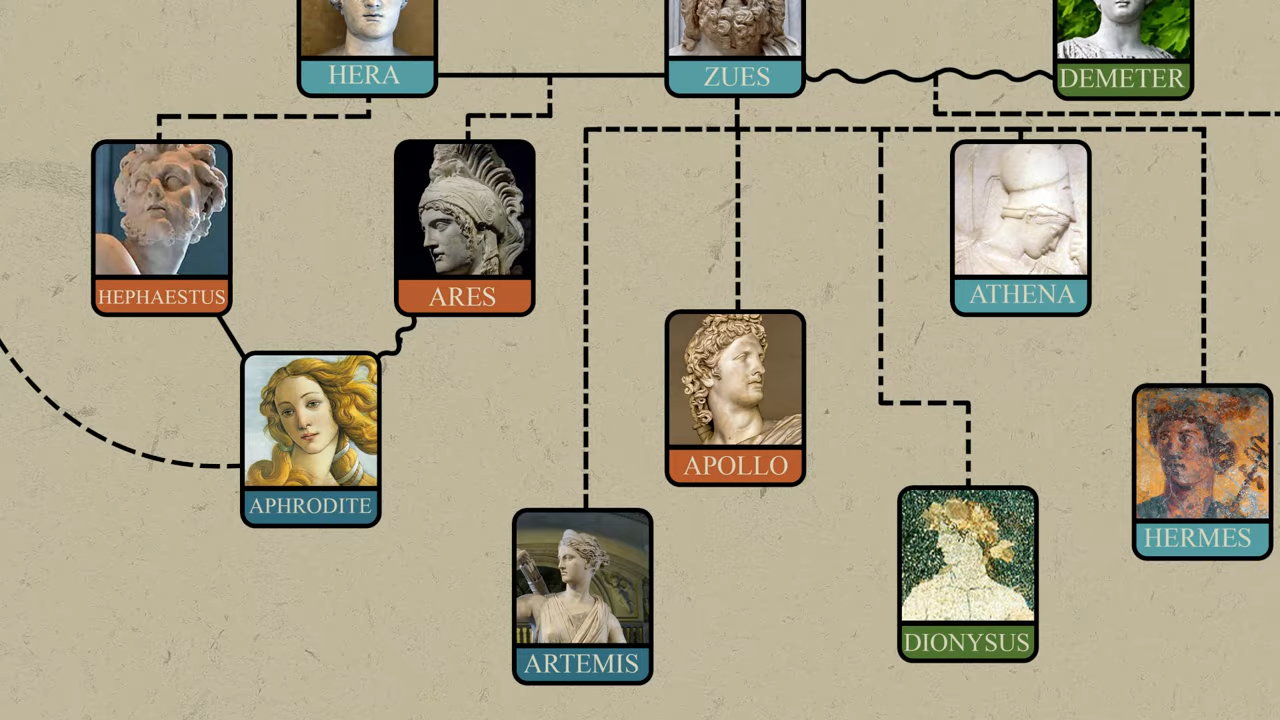 HERA
ZUES
DEMETER
HEPHAESTUS
ARES
ATHENA
APHRODITE
APOLLO
HERMES
ARTEMIS
DIONYSUS